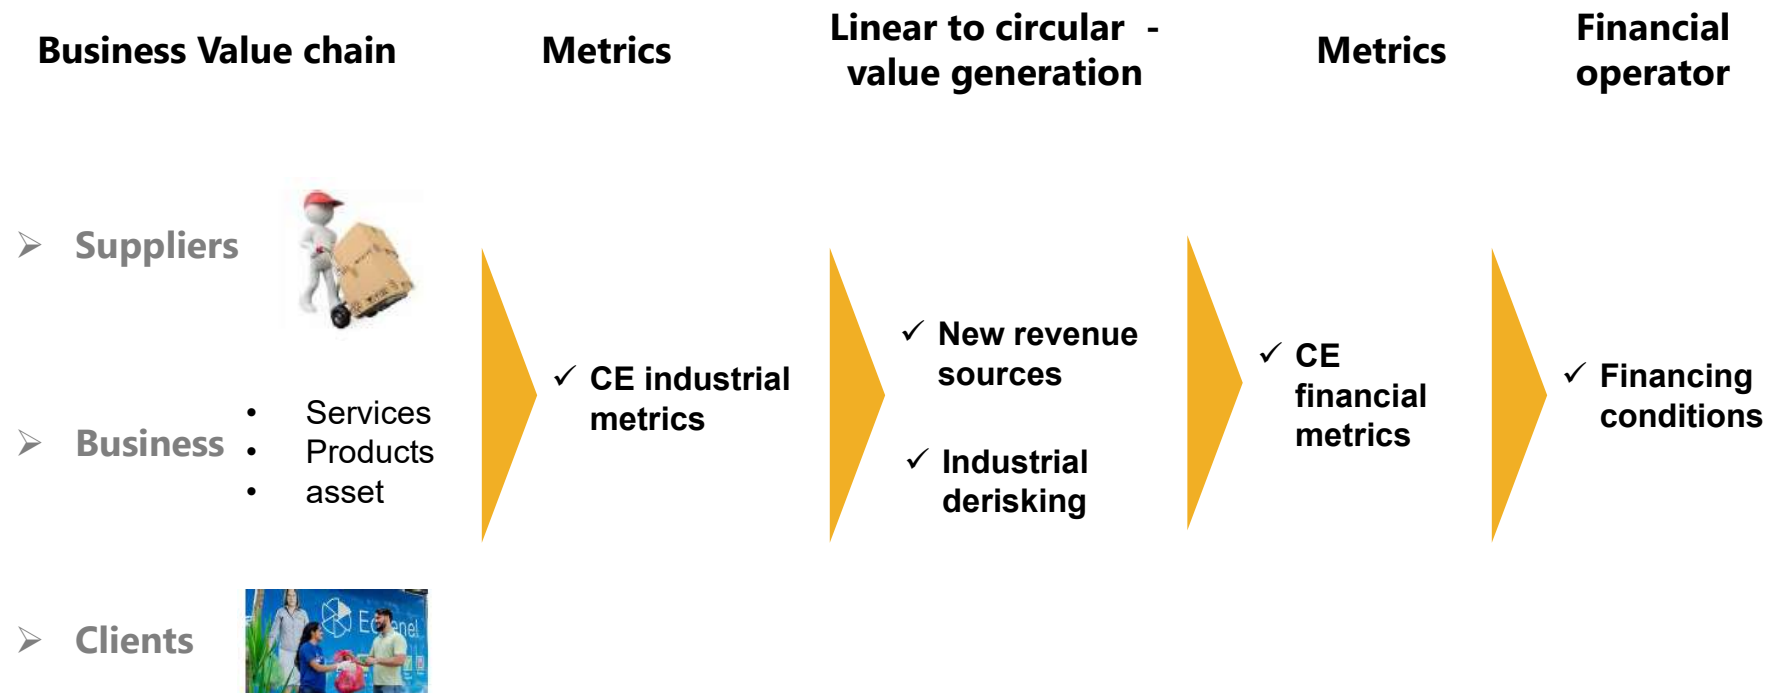 Business Value chain
Metrics
Linear to circular -
value generation
Metrics
Financial
operator
➢ Suppliers
➢ Business
• Services
• Products
• asset
➢ Clients
✓ CE industrial
metrics
✓ New revenue
sources
✓ Industrial
derisking
✓ CE
financial
metrics
✓ Financing
conditions